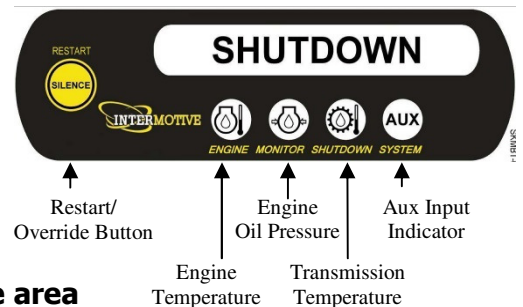 SHUTDOWN
RESTART
SILENCE
INTERMOTIVE
AUX
ENGINE MONITOR SHUTDOWN SYSTEM
Restart/
Override Button
Engine
Oil Pressure
Aux Input
Indicator
Engine
Temperature
Transmission
Temperature
e area